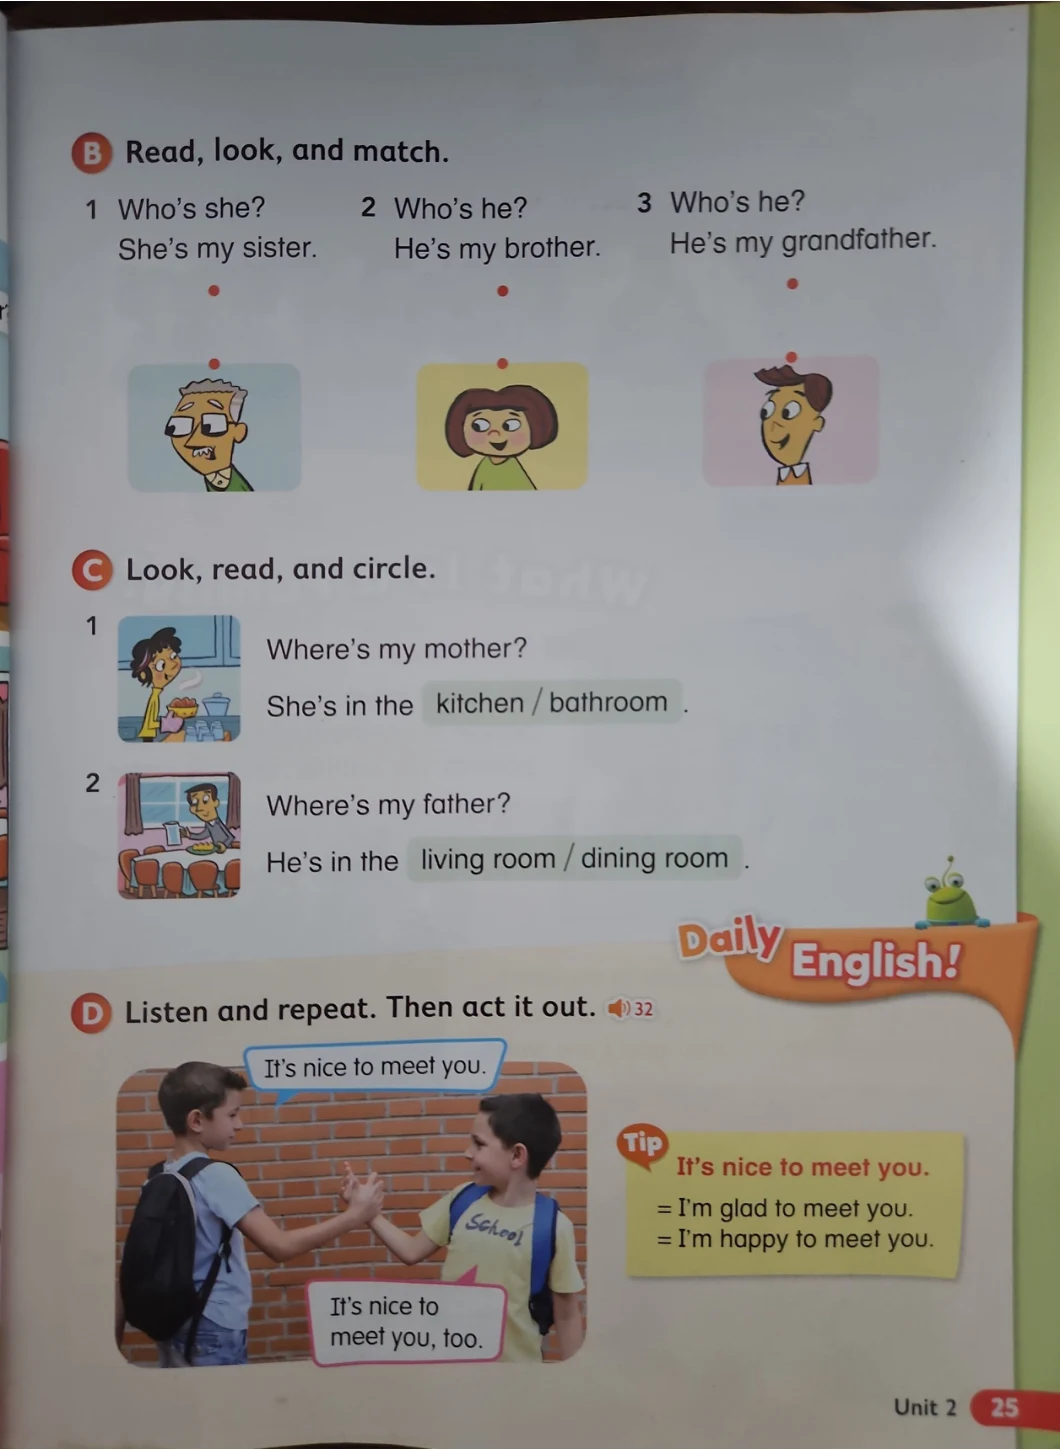 B Read, look, and match.
1 Who's she?
She's my sister.
2 Who's he?
He's my brother.
3 Who's he?
He's my grandfather.
C Look, read, and circle.
1
Where's my mother?
She's in the kitchen / bathroom .
2
Where's my father?
He's in the living room / dining room .
Daily English!
D Listen and repeat. Then act it out. 32
It's nice to meet you.
School
It's nice to
meet you, too.
Tip
It's nice to meet you.
= I'm glad to meet you.
= I'm happy to meet you.
Unit 2 25